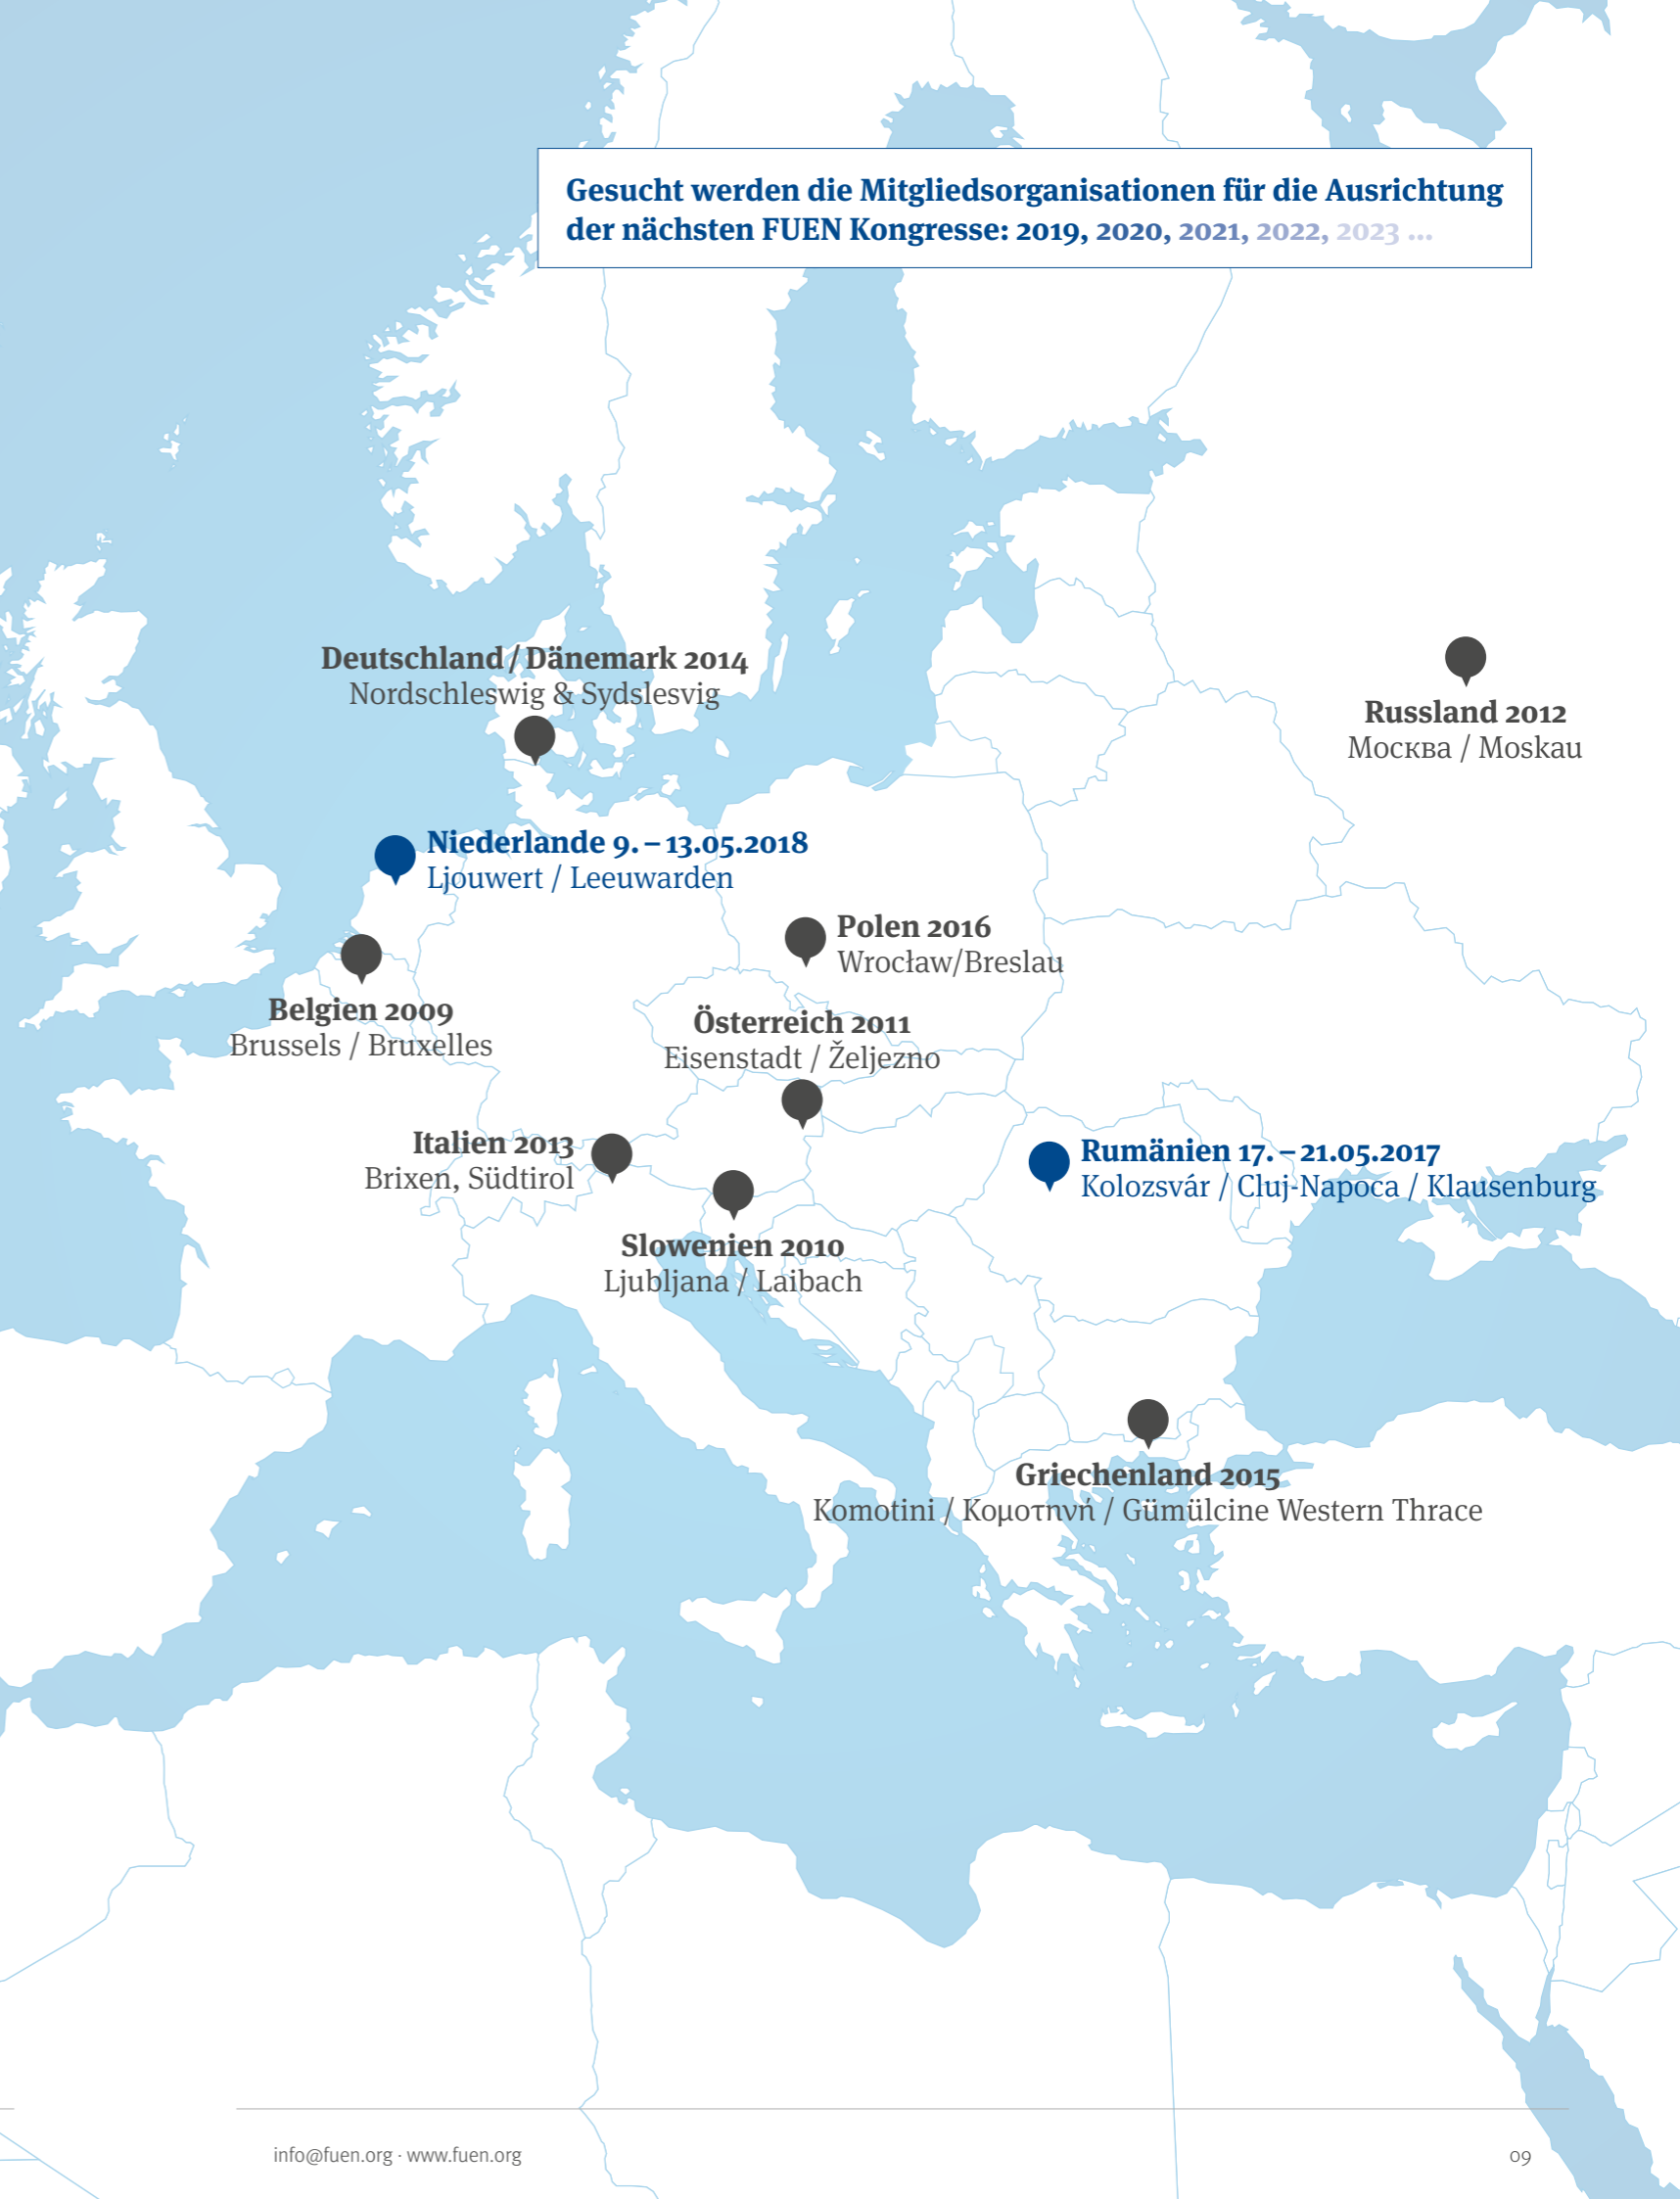 Gesucht werden die Mitgliedsorganisationen für die Ausrichtung
der nächsten FUEN Kongresse: 2019, 2020, 2021, 2022, 2023 ...
Deutschland / Dänemark 2014
Nordschleswig & Sydslesvig
Russland 2012
Москва / Moskau
Niederlande 9. – 13.05.2018
Ljouwert / Leeuwarden
Polen 2016
Wrocław/Breslau
Belgien 2009
Brussels / Bruxelles
Österreich 2011
Eisenstadt / Željezno
Italien 2013
Brixen, Südtirol
Rumänien 17. – 21.05.2017
Kolozsvár / Cluj-Napoca / Klausenburg
Slowenien 2010
Ljubljana / Laibach
Griechenland 2015
Komotini / Κομοτηνή / Gümülcine Western Thrace
info@fuen.org · www.fuen.org
09